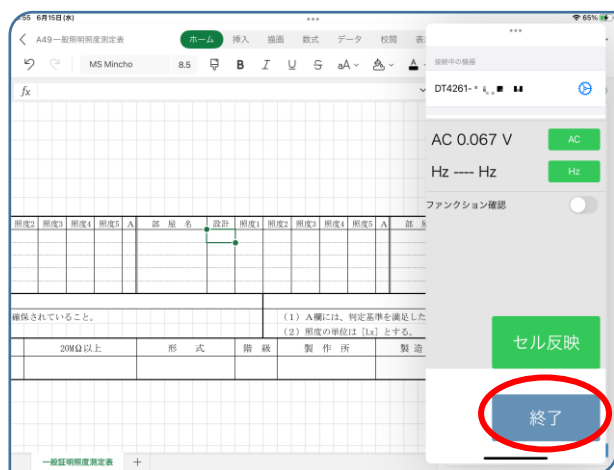 :55 6月15日(水)
65%
A49一般照明照度測定表
ホーム 挿入 描画 数式 データ 校閲 表
MS Mincho 8.5 B I U S aA A
fx
接続中の機器
DT4261-
AC 0.067 V AC
Hz ---- Hz Hz
ファンクション確認
照度2 照度3 照度4 照度5 A 部 屋 名 設計 照度1 照度2 照度3 照度4 照度5 A 部
確保されていること。
(1) A欄には、判定基準を満足した
(2) 照度の単位は [Lx] とする。
20MΩ以上 形 式 階 級 製 作 所 製 造
セル反映
終了
一般証明照度測定表 +